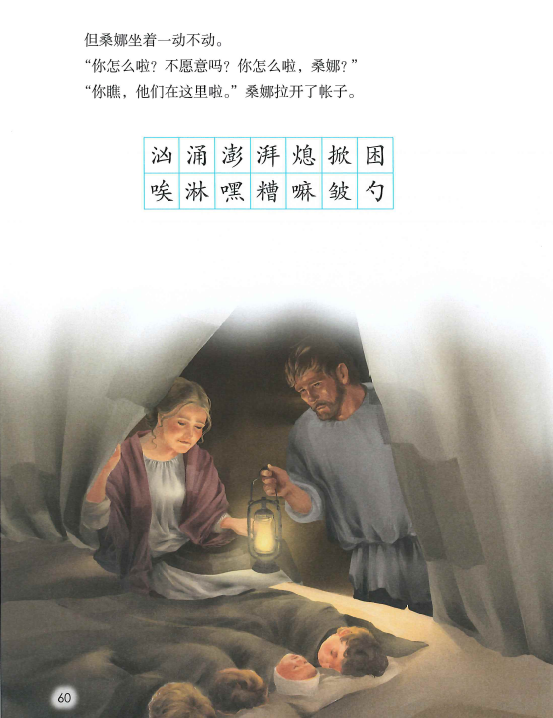 但桑娜坐着一动不动。
“你怎么啦？不愿意吗？你怎么啦，桑娜？”
“你瞧，他们在这里啦。”桑娜拉开了帐子。
汹 涌 澎 湃 熄 掀 困
唉 淋 嘿 糟 嘛 皱 勺
60